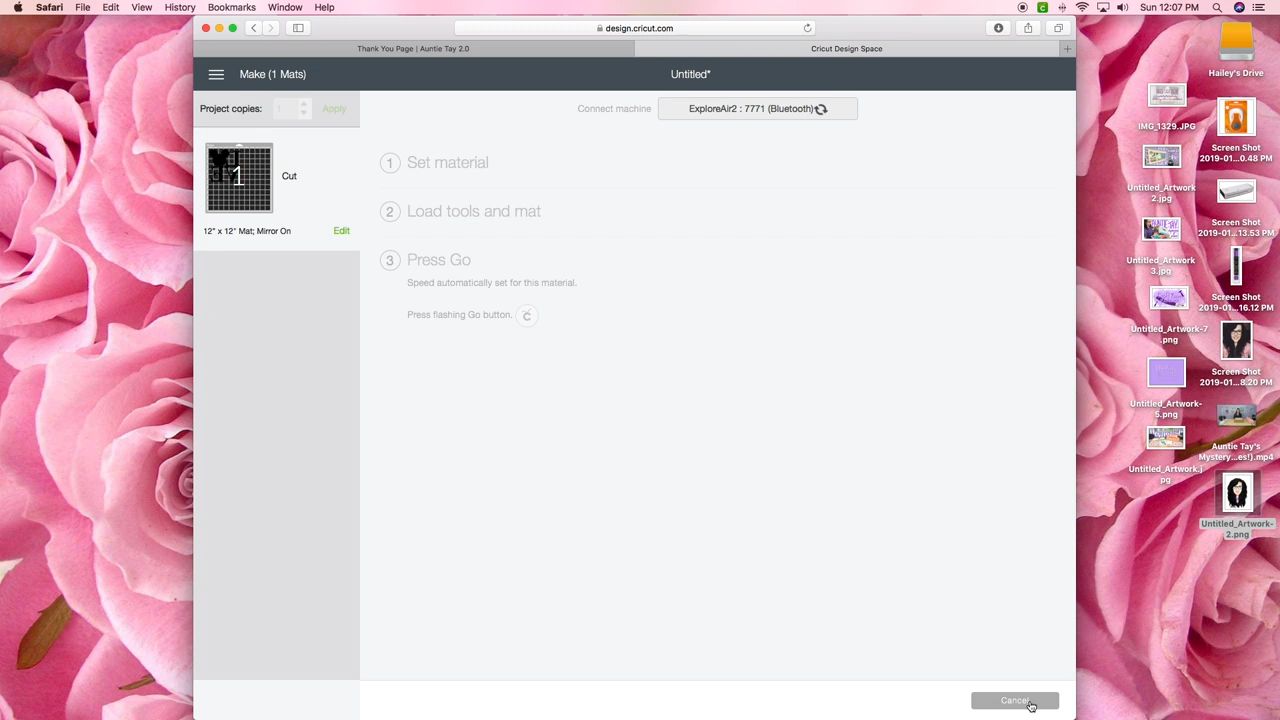 Safari File Edit View History Bookmarks Window Help
Sun 12:07 PM
design.cricut.com
Thank You Page | Auntie Tay 2.0
Cricut Design Space
Make (1 Mats)
Untitled*
Project copies: 1 Apply
Connect machine
ExploreAir2 : 7771 (Bluetooth)
1
Cut
12" x 12" Mat; Mirror On
Edit
1 Set material
2 Load tools and mat
3 Press Go
Speed automatically set for this material.
Press flashing Go button.
Cancel
Hailey's Drive
IMG_1329.JPG
Screen Shot
2019-01...0.48 PM
Untitled_Artwork
2.jpg
Screen Shot
2019-01...13.53 PM
Untitled_Artwork
3.jpg
Screen Shot
2019-01...16.12 PM
Untitled_Artwork-7
.png
Screen Shot
2019-01...8.20 PM
Untitled_Artwork-
5.png
Auntie Tay's
Mystery...es!).mp4
Untitled_Artwork.j
pg
Untitled_Artwork-
2.png